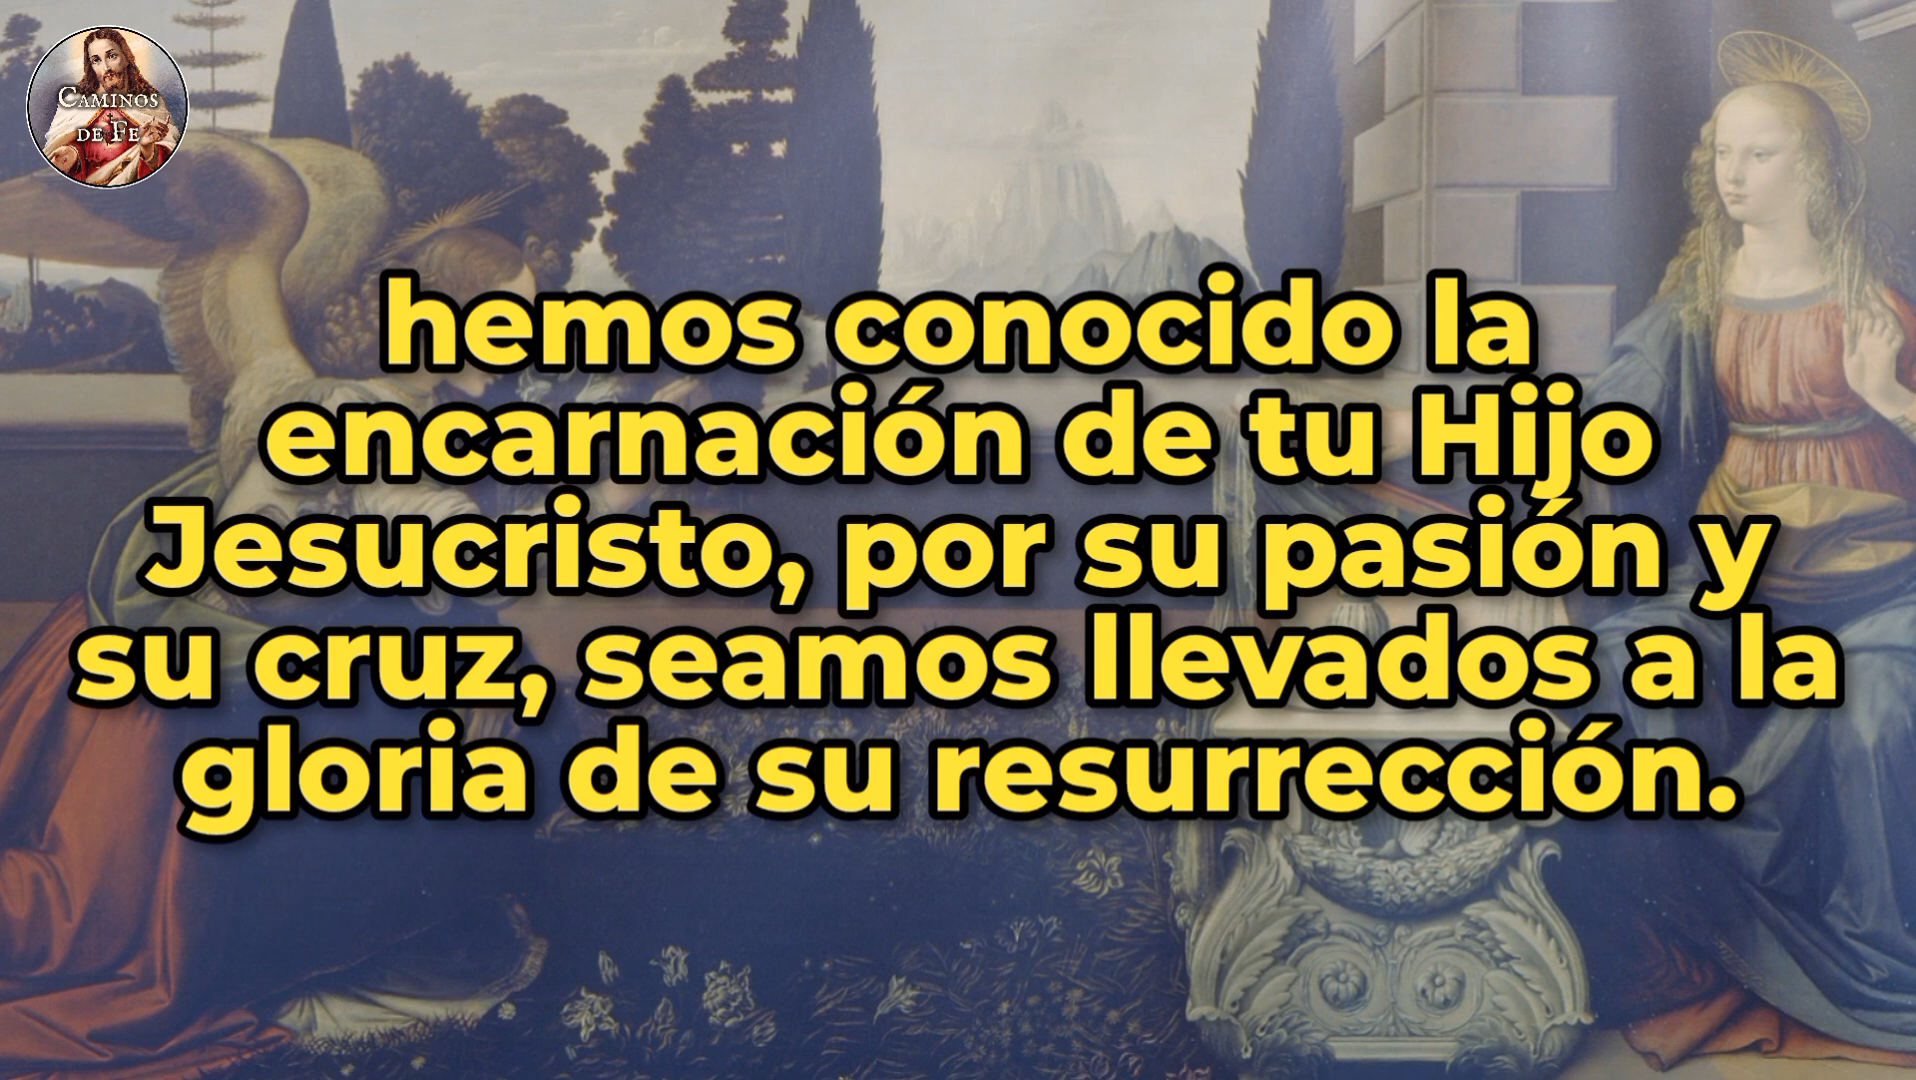 CAMINOS
DE FE
hemos conocido la
encarnación de tu Hijo
Jesucristo, por su pasión y
su cruz, seamos llevados a la
gloria de su resurrección.